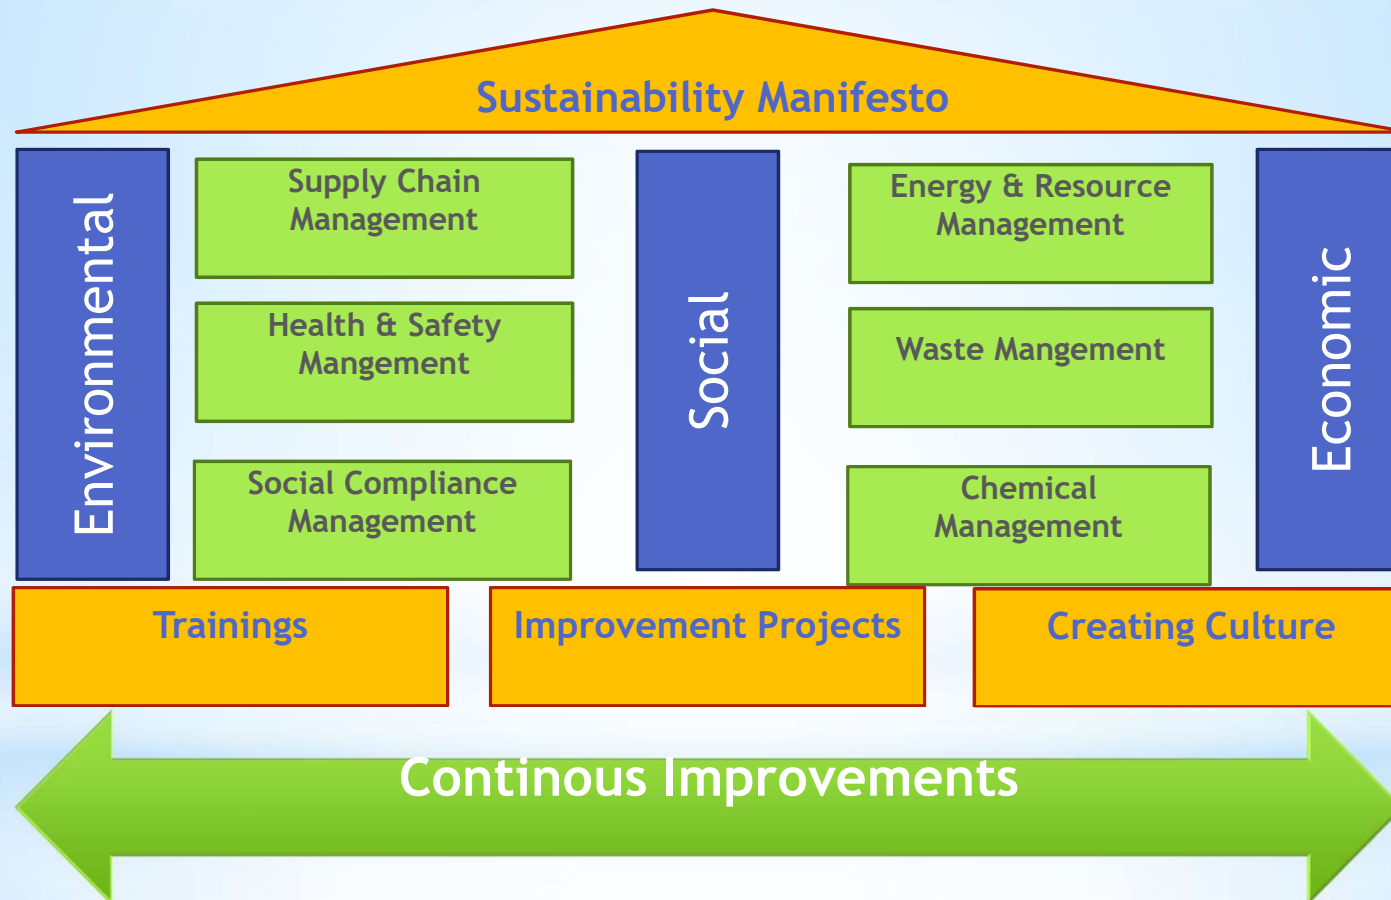 Sustainability Manifesto
Environmental
Supply Chain
Management
Health & Safety
Mangement
Social Compliance
Management
Social
Energy & Resource
Management
Waste Mangement
Chemical
Management
Economic
Trainings
Improvement Projects
Creating Culture
Continous Improvements